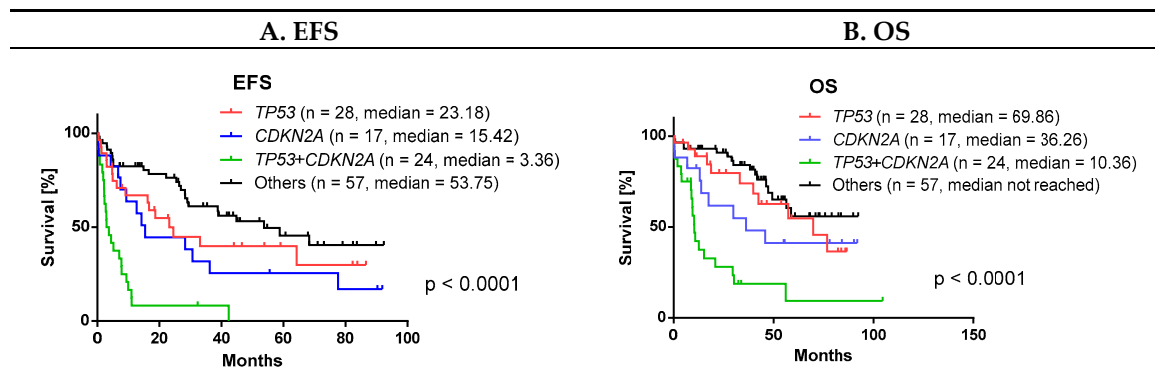 A. EFS
B. OS
EFS
TP53 (n = 28, median = 23.18)
CDKN2A (n = 17, median = 15.42)
TP53+CDKN2A (n = 24, median = 3.36)
Others (n = 57, median = 53.75)
Survival [%]
100
50
0
0 20 40 60 80 100
Months
p < 0.0001
OS
TP53 (n = 28, median = 69.86)
CDKN2A (n = 17, median = 36.26)
TP53+CDKN2A (n = 24, median = 10.36)
Others (n = 57, median not reached)
Survival [%]
100
50
0
0 50 100 150
Months
p < 0.0001